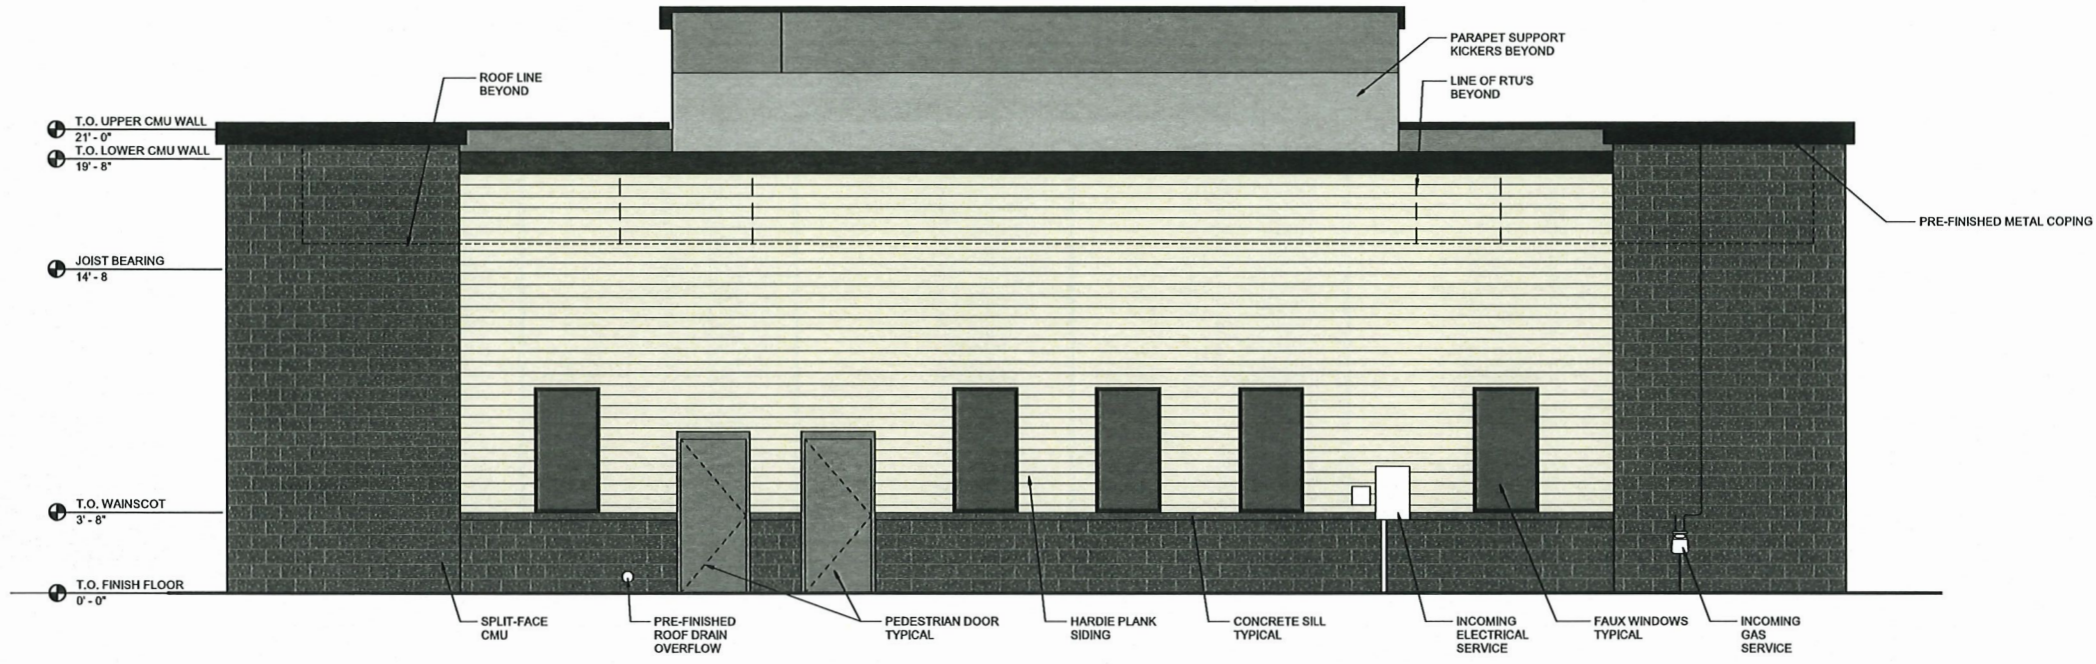 PARAPET SUPPORT
KICKERS BEYOND
ROOF LINE
BEYOND
LINE OF RTU'S
BEYOND
T.O. UPPER CMU WALL
21' - 0"
T.O. LOWER CMU WALL
19' - 8"
PRE-FINISHED METAL COPING
JOIST BEARING
14' - 8
T.O. WAINSCOT
3' - 8"
T.O. FINISH FLOOR
0' - 0"
SPLIT-FACE
CMU
PRE-FINISHED
ROOF DRAIN
OVERFLOW
PEDESTRIAN DOOR
TYPICAL
HARDIE PLANK
SIDING
CONCRETE SILL
TYPICAL
INCOMING
ELECTRICAL
SERVICE
FAUX WINDOWS
TYPICAL
INCOMING
GAS
SERVICE